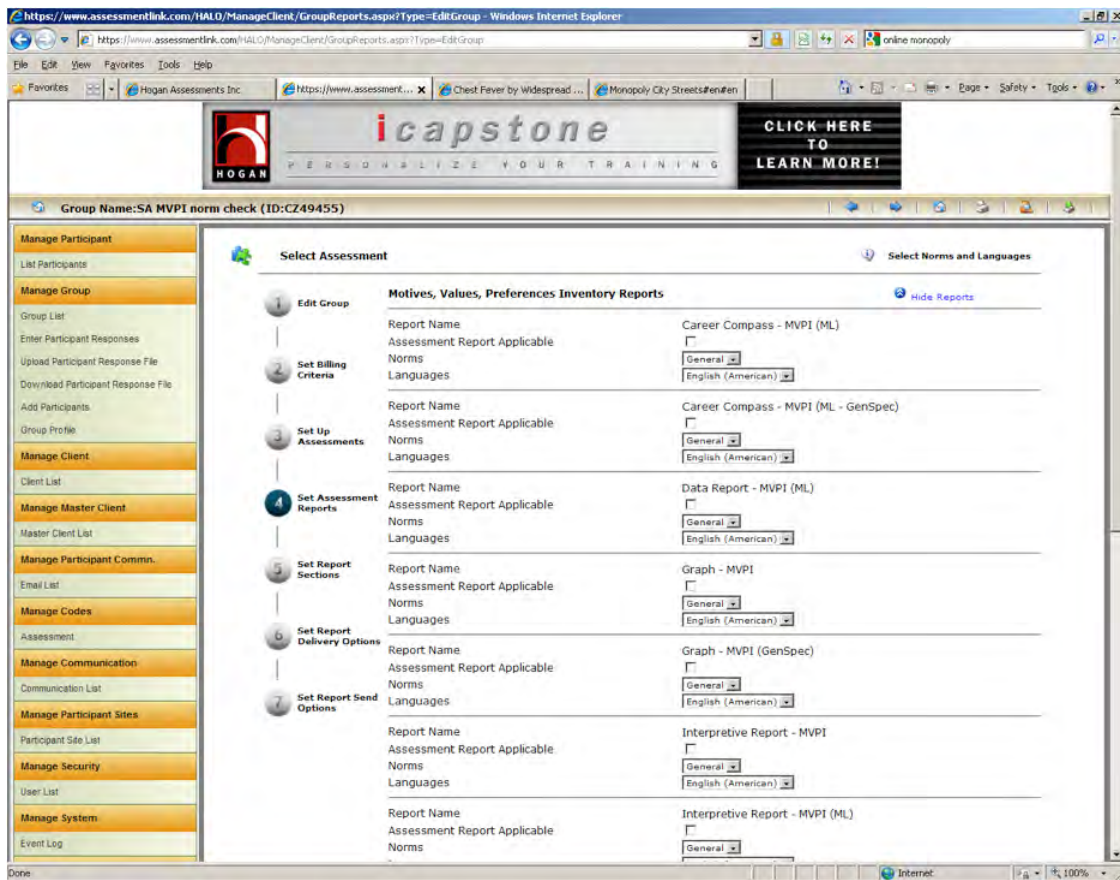 https://www.assessmentlink.com/HALO/ManageClient/GroupReports.aspx?Type=EditGroup - Windows Internet Explorer
https://www.assessmentlink.com/HALO/ManageClient/GroupReports.aspx?Type=EditGroup
online monopoly
File Edit View Favorites Tools Help
Favorites Hogan Assessments Inc https://www.assessment... Chest Fever by Widespread ... Monopoly City Streets#en#en Page Safety Tools
HOGAN
icapstone
PERSONALIZE YOUR TRAINING
CLICK HERE
TO
LEARN MORE!
Group Name:SA MVPI norm check (ID:CZ49455)
Manage Participant
List Participants
Manage Group
Group List
Enter Participant Responses
Upload Participant Response File
Download Participant Response File
Add Participants
Group Profile
Manage Client
Client List
Manage Master Client
Master Client List
Manage Participant Commn.
Email List
Manage Codes
Assessment
Manage Communication
Communication List
Manage Participant Sites
Participant Site List
Manage Security
User List
Manage System
Event Log
Select Assessment
Select Norms and Languages
1 Edit Group
2 Set Billing
Criteria
3 Set Up
Assessments
4 Set Assessment
Reports
5 Set Report
Sections
6 Set Report
Delivery Options
7 Set Report Send
Options
Motives, Values, Preferences Inventory Reports
Hide Reports
Report Name Career Compass - MVPI (ML)
Assessment Report Applicable
Norms General
Languages English (American)
Report Name Career Compass - MVPI (ML - GenSpec)
Assessment Report Applicable
Norms General
Languages English (American)
Report Name Data Report - MVPI (ML)
Assessment Report Applicable
Norms General
Languages English (American)
Report Name Graph - MVPI
Assessment Report Applicable
Norms General
Languages English (American)
Report Name Graph - MVPI (GenSpec)
Assessment Report Applicable
Norms General
Languages English (American)
Report Name Interpretive Report - MVPI
Assessment Report Applicable
Norms General
Languages English (American)
Report Name Interpretive Report - MVPI (ML)
Assessment Report Applicable
Norms General
Done
Internet
100%